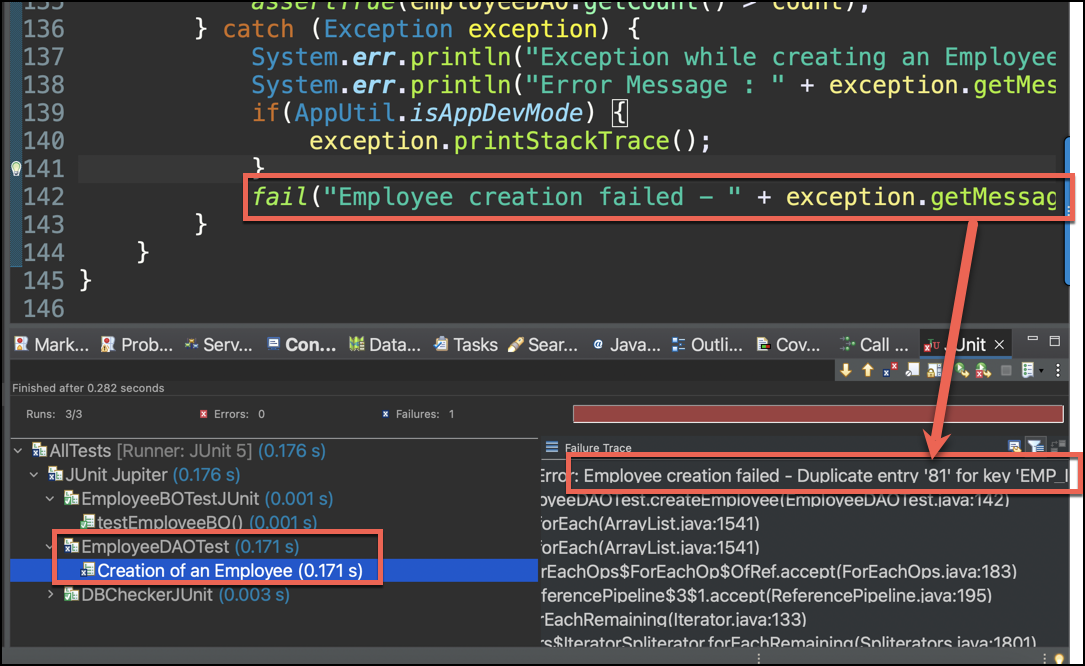 135 assertTrue(employeeDAO.getCount() > count);
136 } catch (Exception exception) {
137 System.err.println("Exception while creating an Employee
138 System.err.println("Error Message : " + exception.getMes
139 if(AppUtil.isAppDevMode) {
140 exception.printStackTrace();
141 }
142 fail("Employee creation failed - " + exception.getMessag
143 }
144 }
145 }
146
Mark... Prob... Serv... Con... Data... Tasks Sear... Java... Outli... Cov... Call ... JUnit
Finished after 0.282 seconds
Runs: 3/3 Errors: 0 Failures: 1
AllTests [Runner: JUnit 5] (0.176 s)
JUnit Jupiter (0.176 s)
EmployeeBOTestJUnit (0.001 s)
testEmployeeBO() (0.001 s)
EmployeeDAOTest (0.171 s)
Creation of an Employee (0.171 s)
DBCheckerJUnit (0.003 s)
Failure Trace
Error: Employee creation failed - Duplicate entry '81' for key 'EMP_I
oyeeDAOTest.createEmployee(EmployeeDAOTest.java:142)
orEach(ArrayList.java:1541)
orEach(ArrayList.java:1541)
rEachOps$ForEachOp$OfRef.accept(ForEachOps.java:183)
ferencePipeline$3$1.accept(ReferencePipeline.java:195)
rEachRemaining(Iterator.java:133)
rs$IteratorSpliterator.forEachRemaining(Spliterators.java:1801)